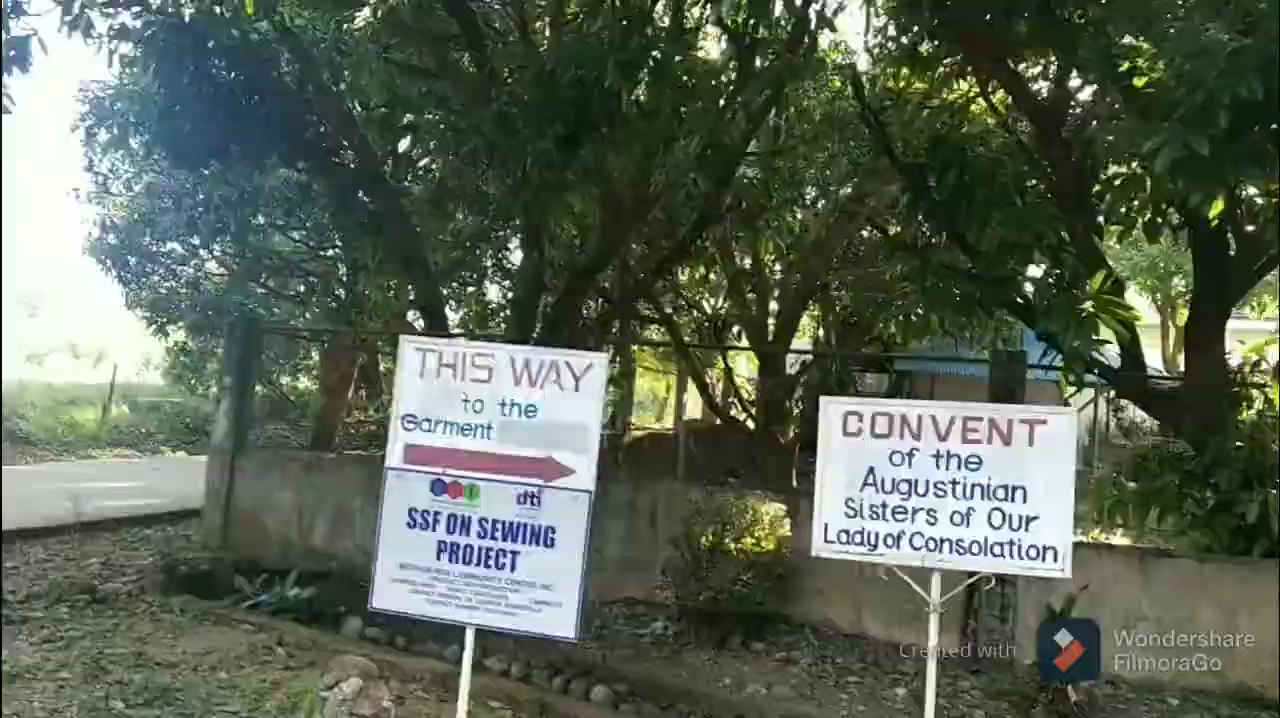 THIS WAY
to the
Garment
dti
SSF ON SEWING
PROJECT
CONVENT
of the
Augustinian
Sisters of Our
Lady of Consolation
Created with
Wondershare
FilmoraGo